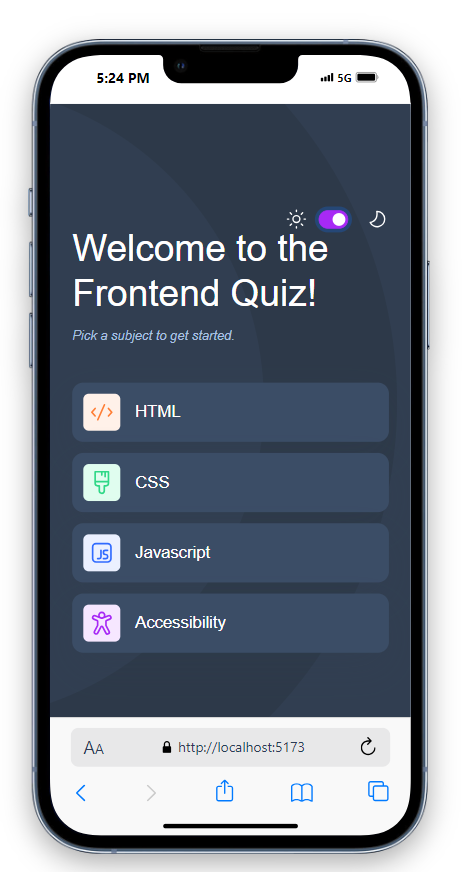 5:24 PM
5G
Welcome to the
Frontend Quiz!
Pick a subject to get started.
HTML
CSS
JS
Javascript
Accessibility
AA
http://localhost:5173